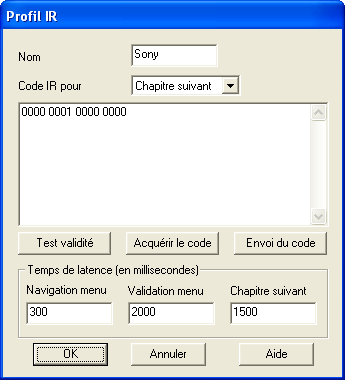 Profil IR
Nom Sony
Code IR pour Chapitre suivant
0000 0001 0000 0000
Test validité Acquérir le code Envoi du code
Temps de latence (en millisecondes)
Navigation menu Validation menu Chapitre suivant
300 2000 1500
OK Annuler Aide